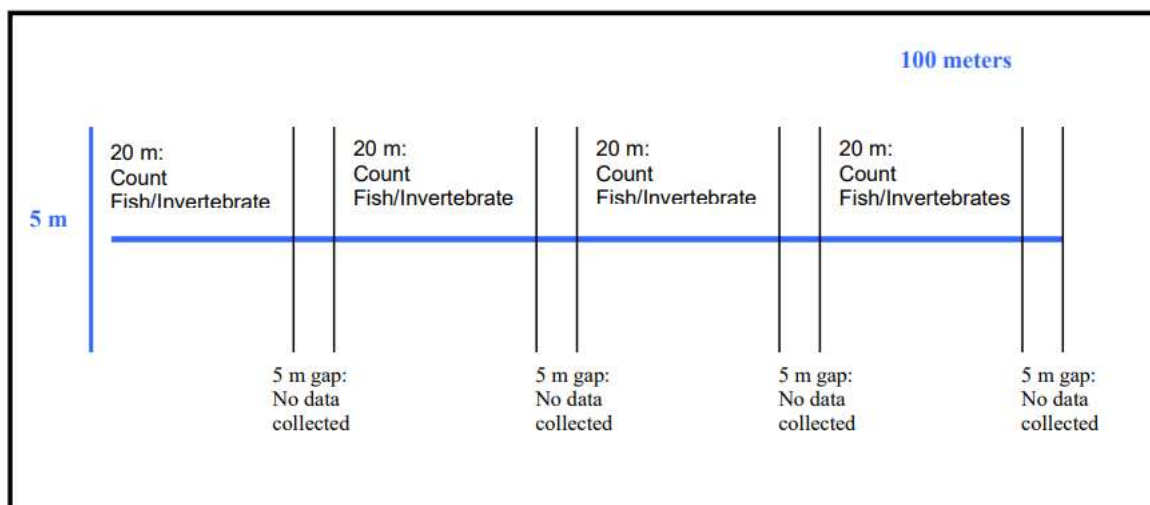 100 meters
20 m:
Count
Fish/Invertebrate
20 m:
Count
Fish/Invertebrate
20 m:
Count
Fish/Invertebrate
20 m:
Count
Fish/Invertebrates
5 m
5 m gap:
No data
collected
5 m gap:
No data
collected
5 m gap:
No data
collected
5 m gap:
No data
collected